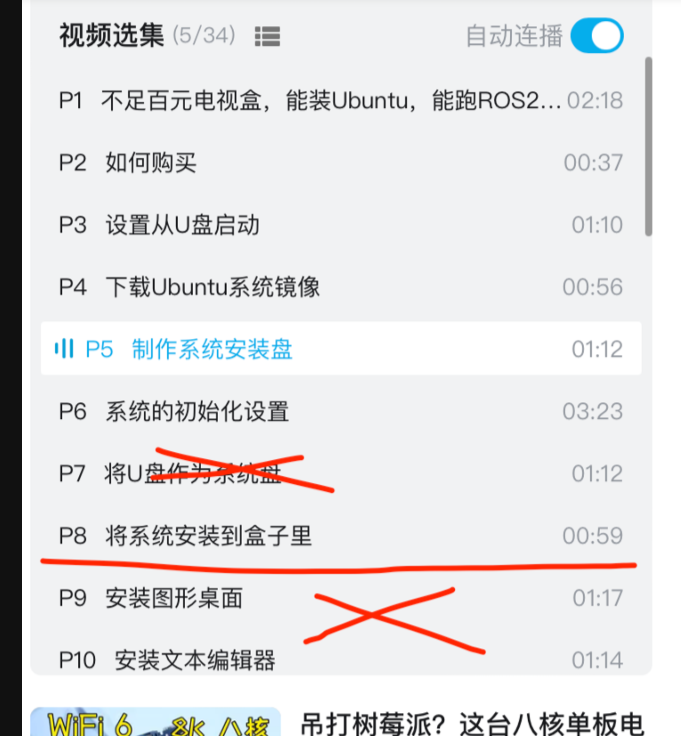 视频选集 (5/34) 自动连播
P1 不足百元电视盒，能装Ubuntu，能跑ROS2... 02:18
P2 如何购买 00:37
P3 设置从U盘启动 01:10
P4 下载Ubuntu系统镜像 00:56
P5 制作系统安装盘 01:12
P6 系统的初始化设置 03:23
P7 将U盘作为系统盘 01:12
P8 将系统安装到盒子里 00:59
P9 安装图形桌面 01:17
P10 安装文本编辑器 01:14
WiFi 6 8K 八核 吊打树莓派？这台八核单板电